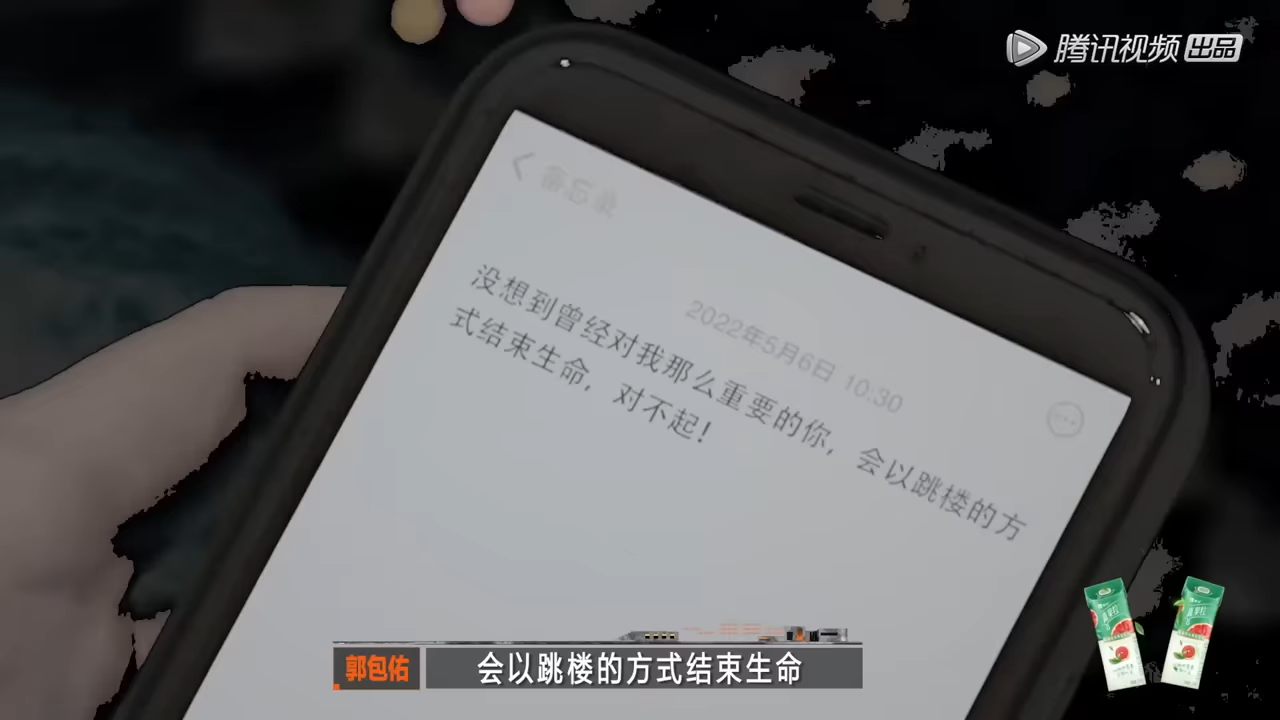 腾讯视频 出品
备忘录
2022年5月6日 10:30
没想到曾经对我那么重要的你，会以跳楼的方
式结束生命，对不起！
郭包佑 会以跳楼的方式结束生命